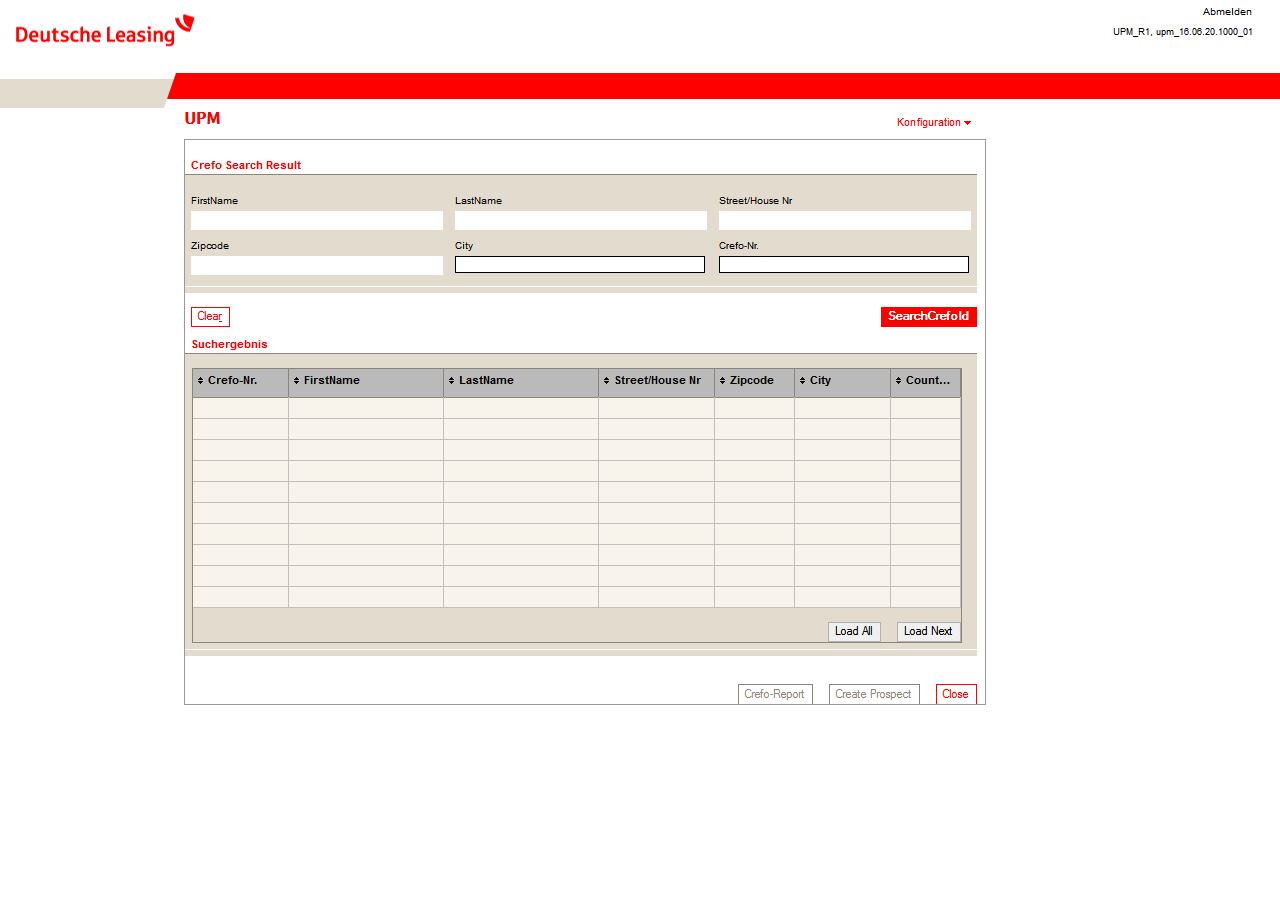 Deutsche Leasing
Abmelden
UPM_R1, upm_16.06.20.1000_01
UPM
Konfiguration
Crefo Search Result
FirstName LastName Street/House Nr
Zipcode City Crefo-Nr.
Clear SearchCrefoId
Suchergebnis
Crefo-Nr. FirstName LastName Street/House Nr Zipcode City Count...
Load All Load Next
Crefo-Report Create Prospect Close